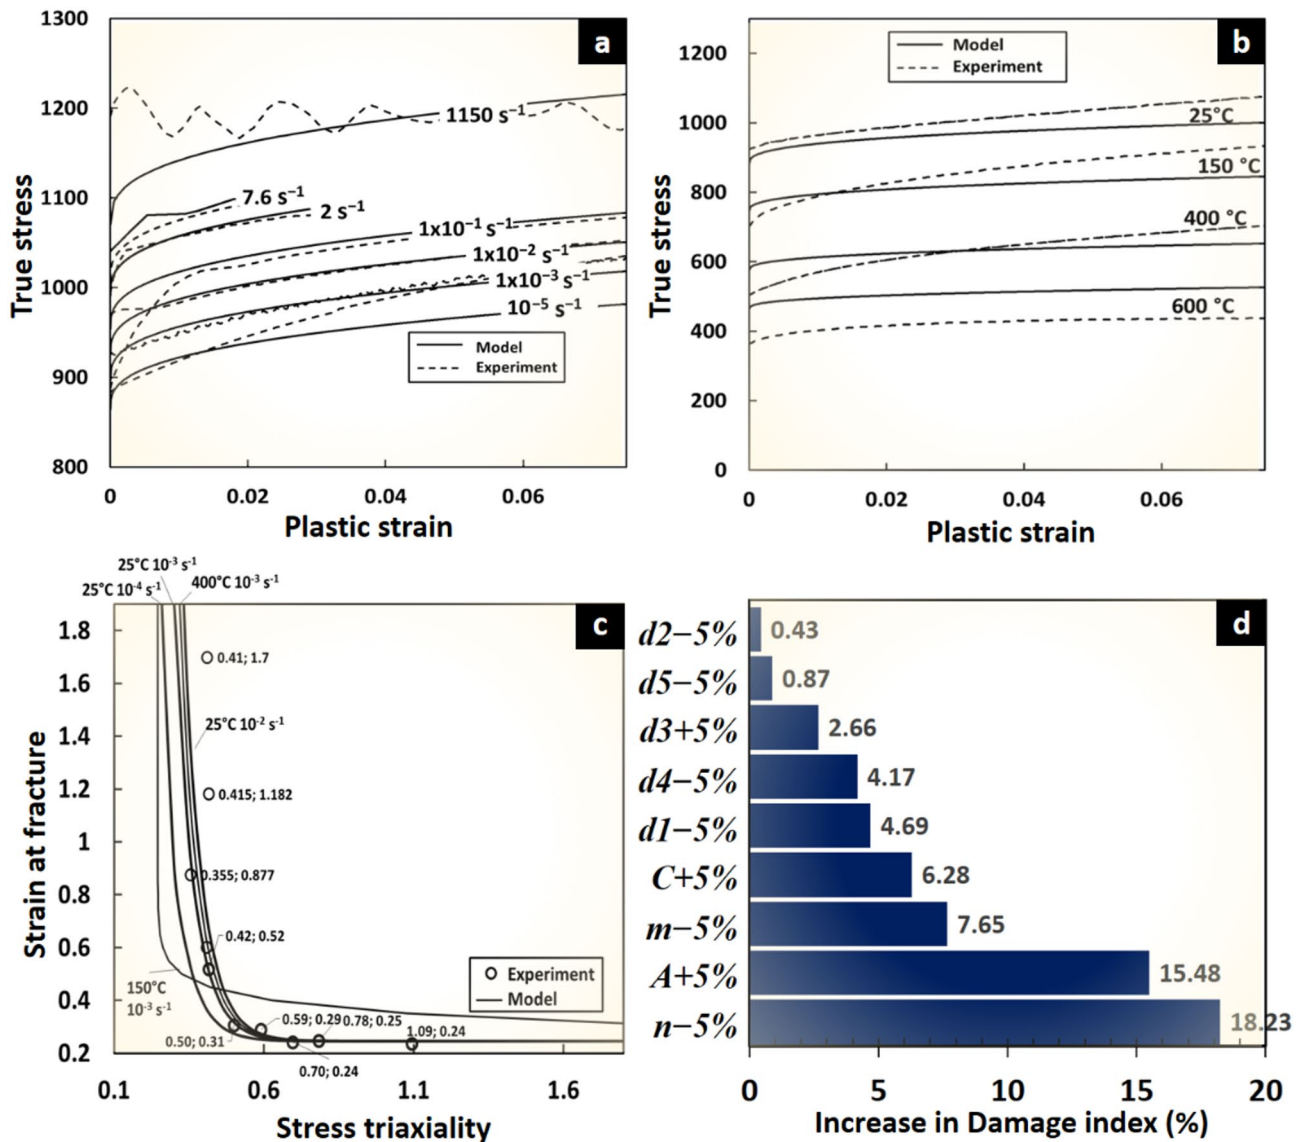 a
1300
1200
1100
1000
900
800
True stress
1150 s⁻¹
7.6 s⁻¹
2 s⁻¹
1x10⁻¹ s⁻¹
1x10⁻² s⁻¹
1x10⁻³ s⁻¹
10⁻⁵ s⁻¹
Model
Experiment
0 0.02 0.04 0.06
Plastic strain
b
1200
1000
800
600
400
200
0
True stress
Model
Experiment
25°C
150 °C
400 °C
600 °C
0 0.02 0.04 0.06
Plastic strain
25°C 10⁻³ s⁻¹
25°C 10⁻⁴ s⁻¹
400°C 10⁻³ s⁻¹
c
1.8
1.6
1.4
1.2
1
0.8
0.6
0.4
0.2
Strain at fracture
0.41; 1.7
25°C 10⁻² s⁻¹
0.415; 1.182
0.355; 0.877
0.42; 0.52
150°C
10⁻³ s⁻¹
Experiment
Model
0.59; 0.29
0.78; 0.25
1.09; 0.24
0.50; 0.31
0.70; 0.24
0.1 0.6 1.1 1.6
Stress triaxiality
d
d2−5% 0.43
d5−5% 0.87
d3+5% 2.66
d4−5% 4.17
d1−5% 4.69
C+5% 6.28
m−5% 7.65
A+5% 15.48
n−5% 18.23
0 5 10 15 20
Increase in Damage index (%)